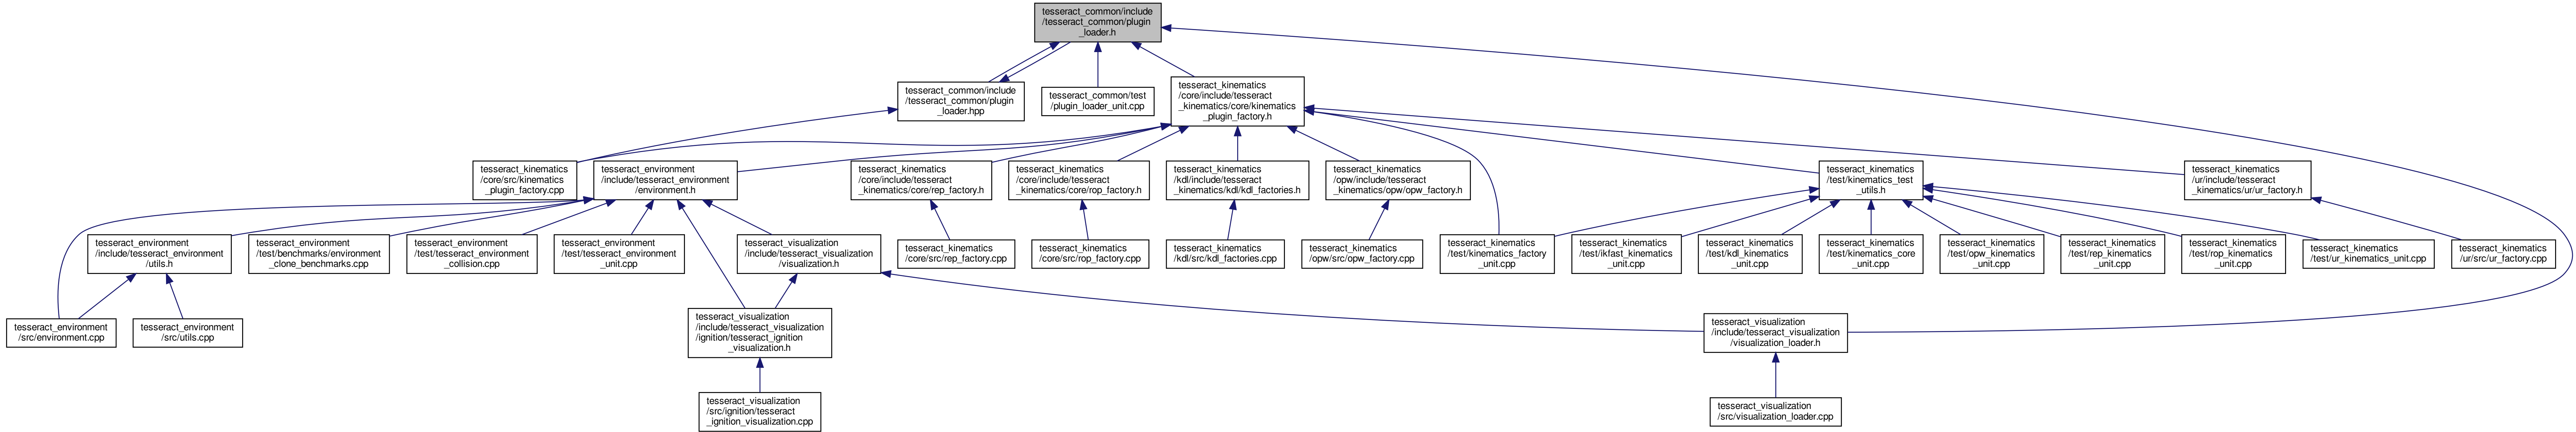 tesseract_common/include
/tesseract_common/plugin
_loader.h
tesseract_common/include
/tesseract_common/plugin
_loader.hpp
tesseract_common/test
/plugin_loader_unit.cpp
tesseract_kinematics
/core/include/tesseract
_kinematics/core/kinematics
_plugin_factory.h
tesseract_kinematics
/core/src/kinematics
_plugin_factory.cpp
tesseract_environment
/include/tesseract_environment
/environment.h
tesseract_kinematics
/core/include/tesseract
_kinematics/core/rep_factory.h
tesseract_kinematics
/core/include/tesseract
_kinematics/core/rop_factory.h
tesseract_kinematics
/kdl/include/tesseract
_kinematics/kdl/kdl_factories.h
tesseract_kinematics
/opw/include/tesseract
_kinematics/opw/opw_factory.h
tesseract_kinematics
/test/kinematics_test
_utils.h
tesseract_kinematics
/ur/include/tesseract
_kinematics/ur/ur_factory.h
tesseract_environment
/include/tesseract_environment
/utils.h
tesseract_environment
/test/benchmarks/environment
_clone_benchmarks.cpp
tesseract_environment
/test/tesseract_environment
_collision.cpp
tesseract_environment
/test/tesseract_environment
_unit.cpp
tesseract_visualization
/include/tesseract_visualization
/visualization.h
tesseract_kinematics
/core/src/rep_factory.cpp
tesseract_kinematics
/core/src/rop_factory.cpp
tesseract_kinematics
/kdl/src/kdl_factories.cpp
tesseract_kinematics
/opw/src/opw_factory.cpp
tesseract_kinematics
/test/kinematics_factory
_unit.cpp
tesseract_kinematics
/test/ikfast_kinematics
_unit.cpp
tesseract_kinematics
/test/kdl_kinematics
_unit.cpp
tesseract_kinematics
/test/kinematics_core
_unit.cpp
tesseract_kinematics
/test/opw_kinematics
_unit.cpp
tesseract_kinematics
/test/rep_kinematics
_unit.cpp
tesseract_kinematics
/test/rop_kinematics
_unit.cpp
tesseract_kinematics
/test/ur_kinematics_unit.cpp
tesseract_kinematics
/ur/src/ur_factory.cpp
tesseract_environment
/src/environment.cpp
tesseract_environment
/src/utils.cpp
tesseract_visualization
/include/tesseract_visualization
/ignition/tesseract_ignition
_visualization.h
tesseract_visualization
/include/tesseract_visualization
/visualization_loader.h
tesseract_visualization
/src/ignition/tesseract
_ignition_visualization.cpp
tesseract_visualization
/src/visualization_loader.cpp